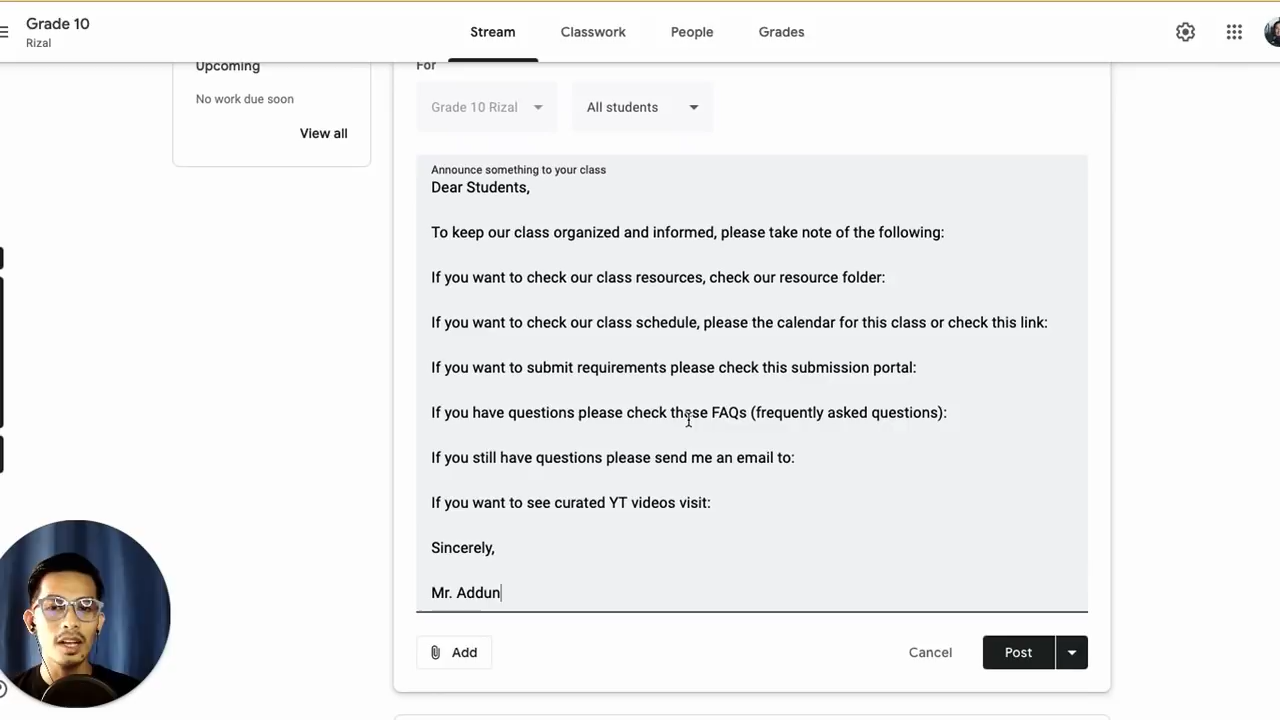 Grade 10
Rizal
Stream
Classwork
People
Grades
Upcoming
No work due soon
View all
For
Grade 10 Rizal
All students
Announce something to your class
Dear Students,
To keep our class organized and informed, please take note of the following:
If you want to check our class resources, check our resource folder:
If you want to check our class schedule, please the calendar for this class or check this link:
If you want to submit requirements please check this submission portal:
If you have questions please check these FAQs (frequently asked questions):
If you still have questions please send me an email to:
If you want to see curated YT videos visit:
Sincerely,
Mr. Addun
Add
Cancel
Post